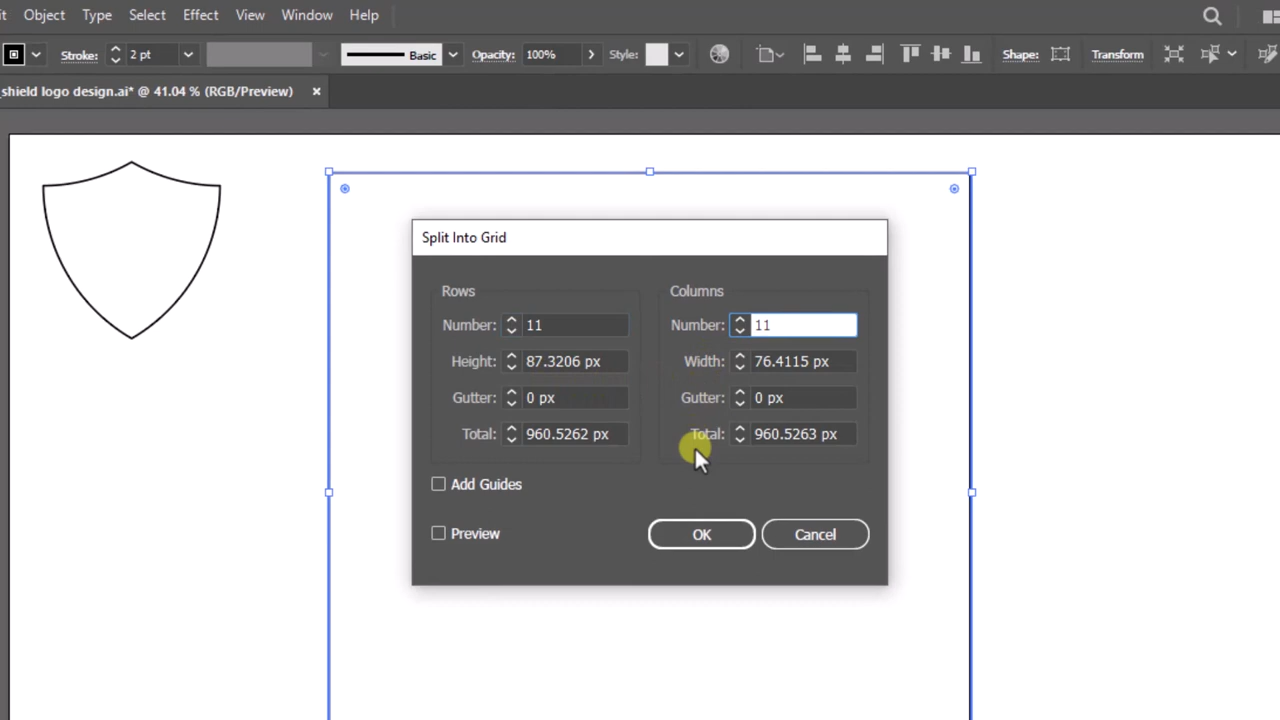 it Object Type Select Effect View Window Help
Stroke: 2 pt Basic Opacity: 100% Style: Shape: Transform
shield logo design.ai* @ 41.04 % (RGB/Preview) ×
Split Into Grid
Rows Columns
Number: 11 Number: 11
Height: 87.3206 px Width: 76.4115 px
Gutter: 0 px Gutter: 0 px
Total: 960.5262 px Total: 960.5263 px
Add Guides
Preview OK Cancel